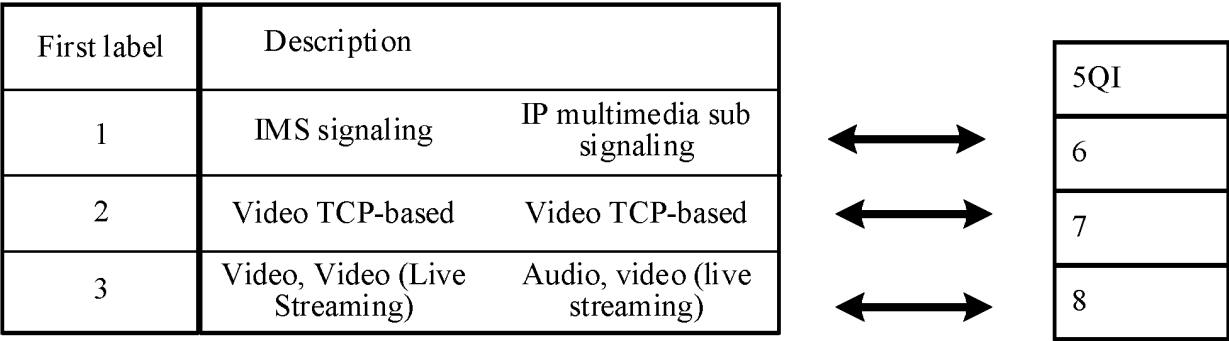 First label
Description
5QI
1
IMS signaling
IP multimedia sub
signaling
6
2
Video TCP-based
Video TCP-based
7
3
Video, Video (Live
Streaming)
Audio, video (live
streaming)
8